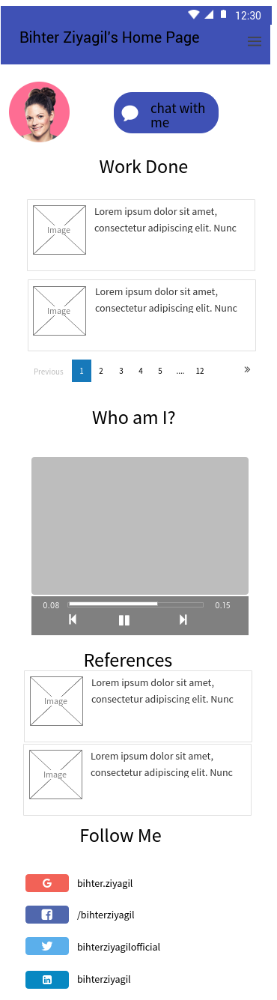 12:30
Bihter Ziyagil's Home Page
chat with
me
Work Done
Image
Lorem ipsum dolor sit amet,
consectetur adipiscing elit. Nunc
Image
Lorem ipsum dolor sit amet,
consectetur adipiscing elit. Nunc
Previous 1 2 3 4 5 .... 12 »
Who am I?
0.08 0.15
References
Image
Lorem ipsum dolor sit amet,
consectetur adipiscing elit. Nunc
Image
Lorem ipsum dolor sit amet,
consectetur adipiscing elit. Nunc
Follow Me
bihter.ziyagil
/bihterziyagil
bihterziyagilofficial
bihterziyagil